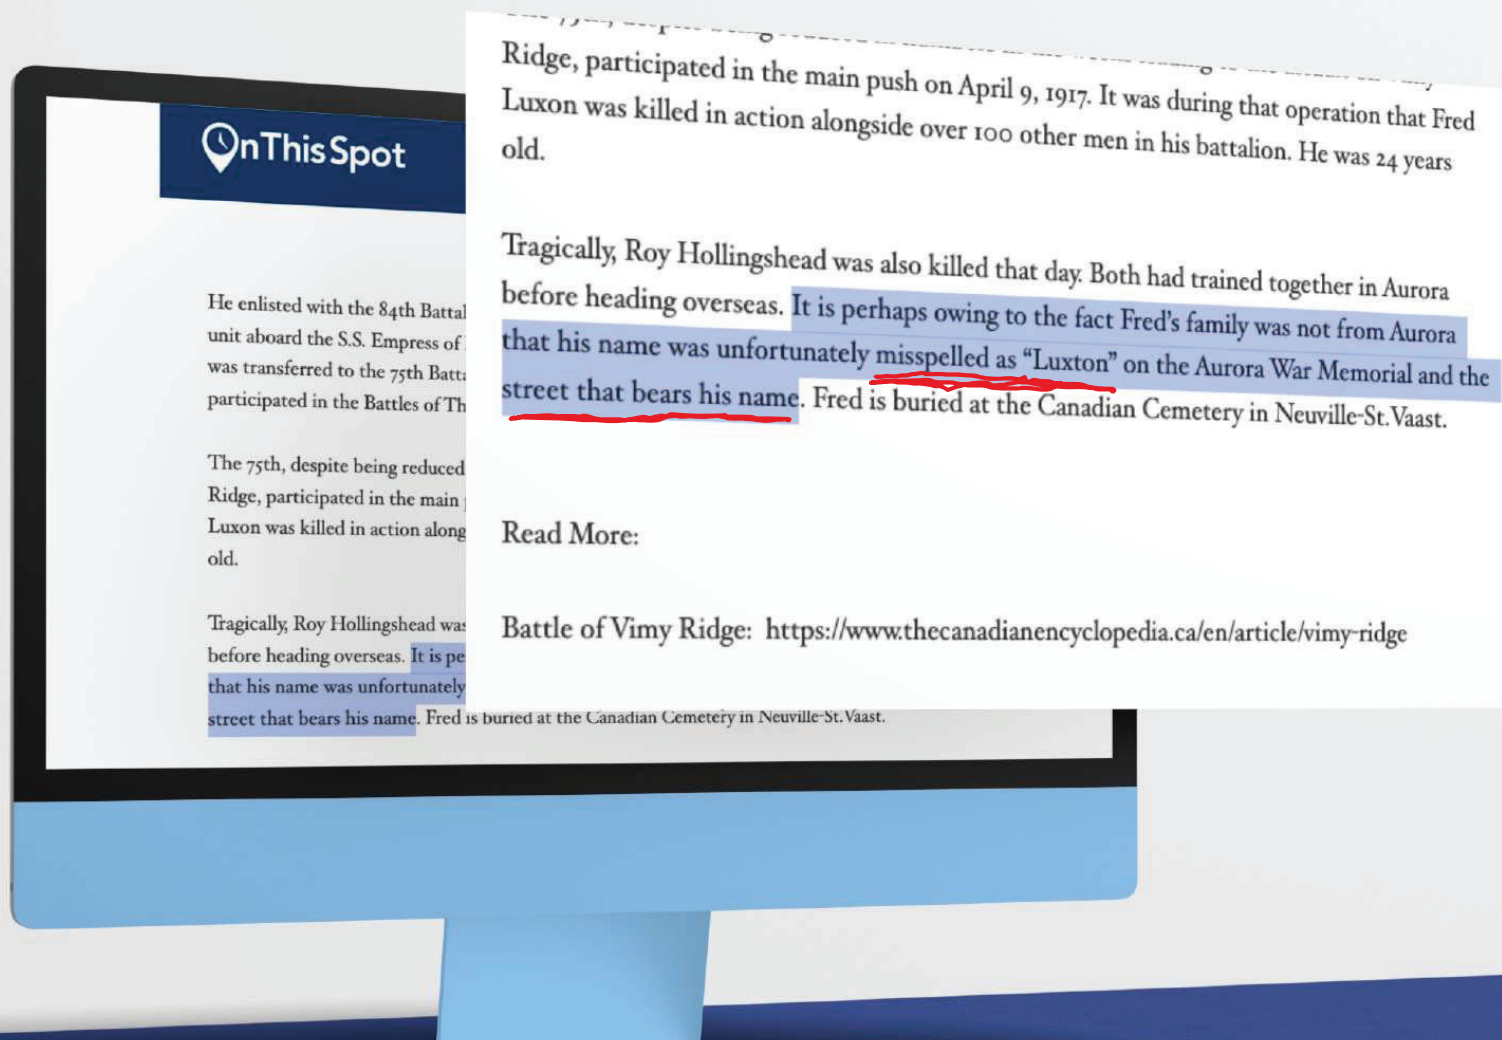 OnThisSpot
He enlisted with the 84th Battal
unit aboard the S.S. Empress of
was transferred to the 75th Batta
participated in the Battles of Th
The 75th, despite being reduced
Ridge, participated in the main
Luxon was killed in action along
old.
Tragically, Roy Hollingshead was
before heading overseas. It is pe
that his name was unfortunately
street that bears his name. Fred is buried at the Canadian Cemetery in Neuville-St.Vaast.
Ridge, participated in the main push on April 9, 1917. It was during that operation that Fred
Luxon was killed in action alongside over 100 other men in his battalion. He was 24 years
old.
Tragically, Roy Hollingshead was also killed that day. Both had trained together in Aurora
before heading overseas. It is perhaps owing to the fact Fred's family was not from Aurora
that his name was unfortunately misspelled as “Luxton” on the Aurora War Memorial and the
street that bears his name. Fred is buried at the Canadian Cemetery in Neuville-St.Vaast.
Read More:
Battle of Vimy Ridge: https://www.thecanadianencyclopedia.ca/en/article/vimy-ridge